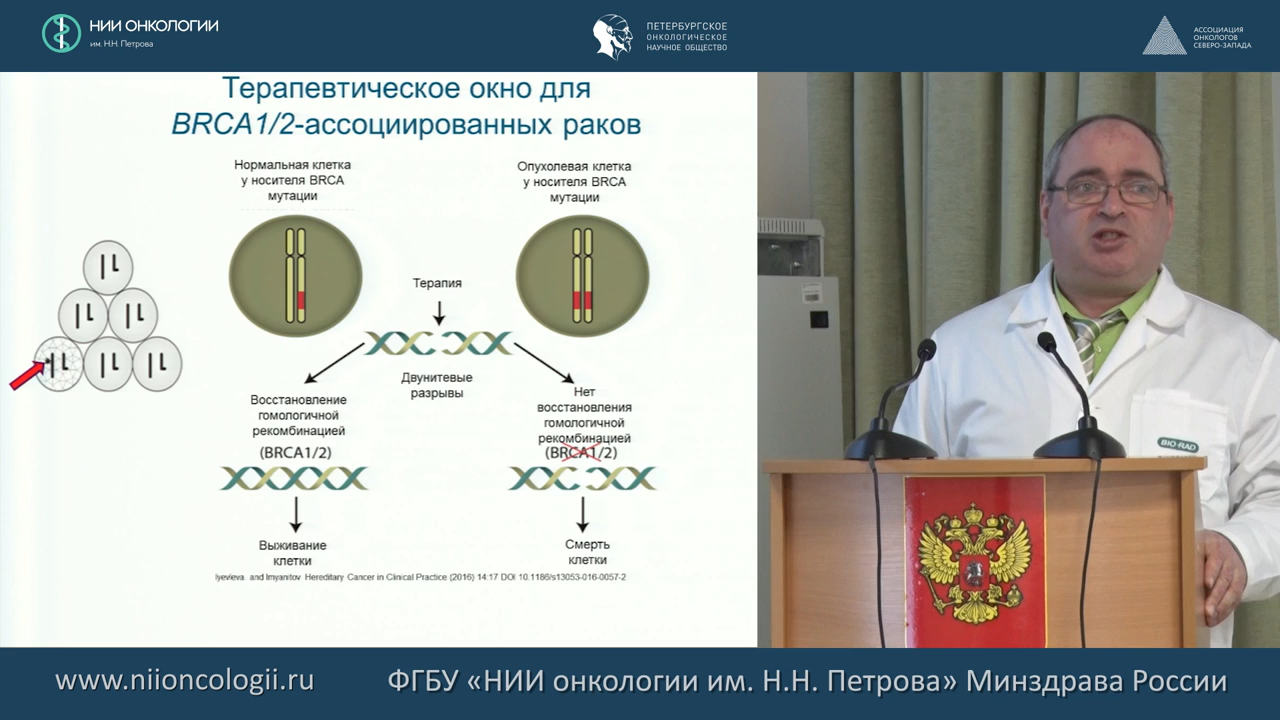 НИИ ОНКОЛОГИИ
им. Н.Н. Петрова
ПЕТЕРБУРГСКОЕ
ОНКОЛОГИЧЕСКОЕ
НАУЧНОЕ ОБЩЕСТВО
АССОЦИАЦИЯ
ОНКОЛОГОВ
СЕВЕРО-ЗАПАДА
Терапевтическое окно для
BRCA1/2-ассоциированных раков
Нормальная клетка
у носителя BRCA
мутации
Опухолевая клетка
у носителя BRCA
мутации
Терапия
Двунитевые
разрывы
Восстановление
гомологичной
рекомбинацией
(BRCA1/2)
Нет
восстановления
гомологичной
рекомбинацией
(BRCA1/2)
Выживание
клетки
Смерть
клетки
and Imyanitov Hereditary Cancer in Clinical Practice (2016) 14:17 DOI 10.1186/s13053-016-0057-2
BIO-RAD
www.niioncologii.ru
ФГБУ «НИИ онкологии им. Н.Н. Петрова» Минздрава России